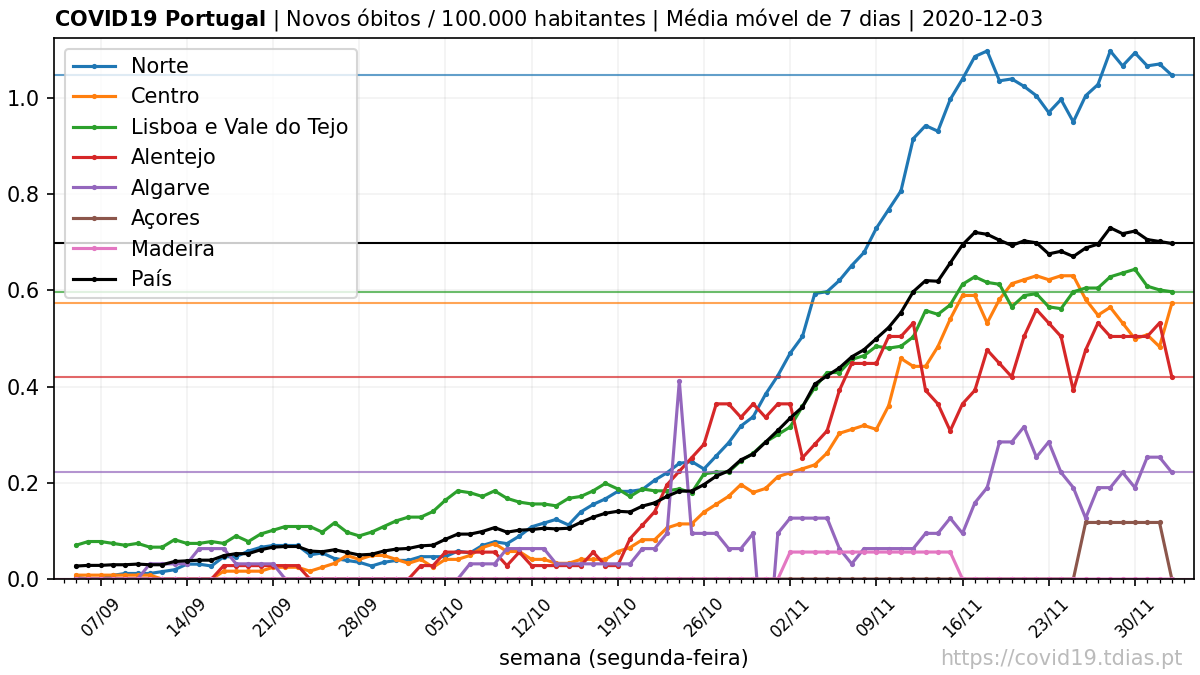 COVID19 Portugal | Novos óbitos / 100.000 habitantes | Média móvel de 7 dias | 2020-12-03
Norte
Centro
Lisboa e Vale do Tejo
Alentejo
Algarve
Açores
Madeira
País
1.0
0.8
0.6
0.4
0.2
0.0
07/09
14/09
21/09
28/09
05/10
12/10
19/10
26/10
02/11
09/11
16/11
23/11
30/11
semana (segunda-feira)
https://covid19.tdias.pt